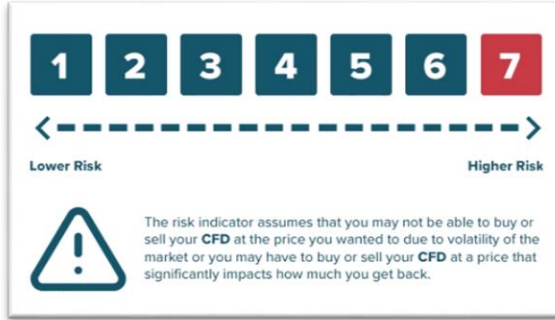 1 2 3 4 5 6 7
Lower Risk Higher Risk
The risk indicator assumes that you may not be able to buy or
sell your CFD at the price you wanted to due to volatility of the
market or you may have to buy or sell your CFD at a price that
significantly impacts how much you get back.